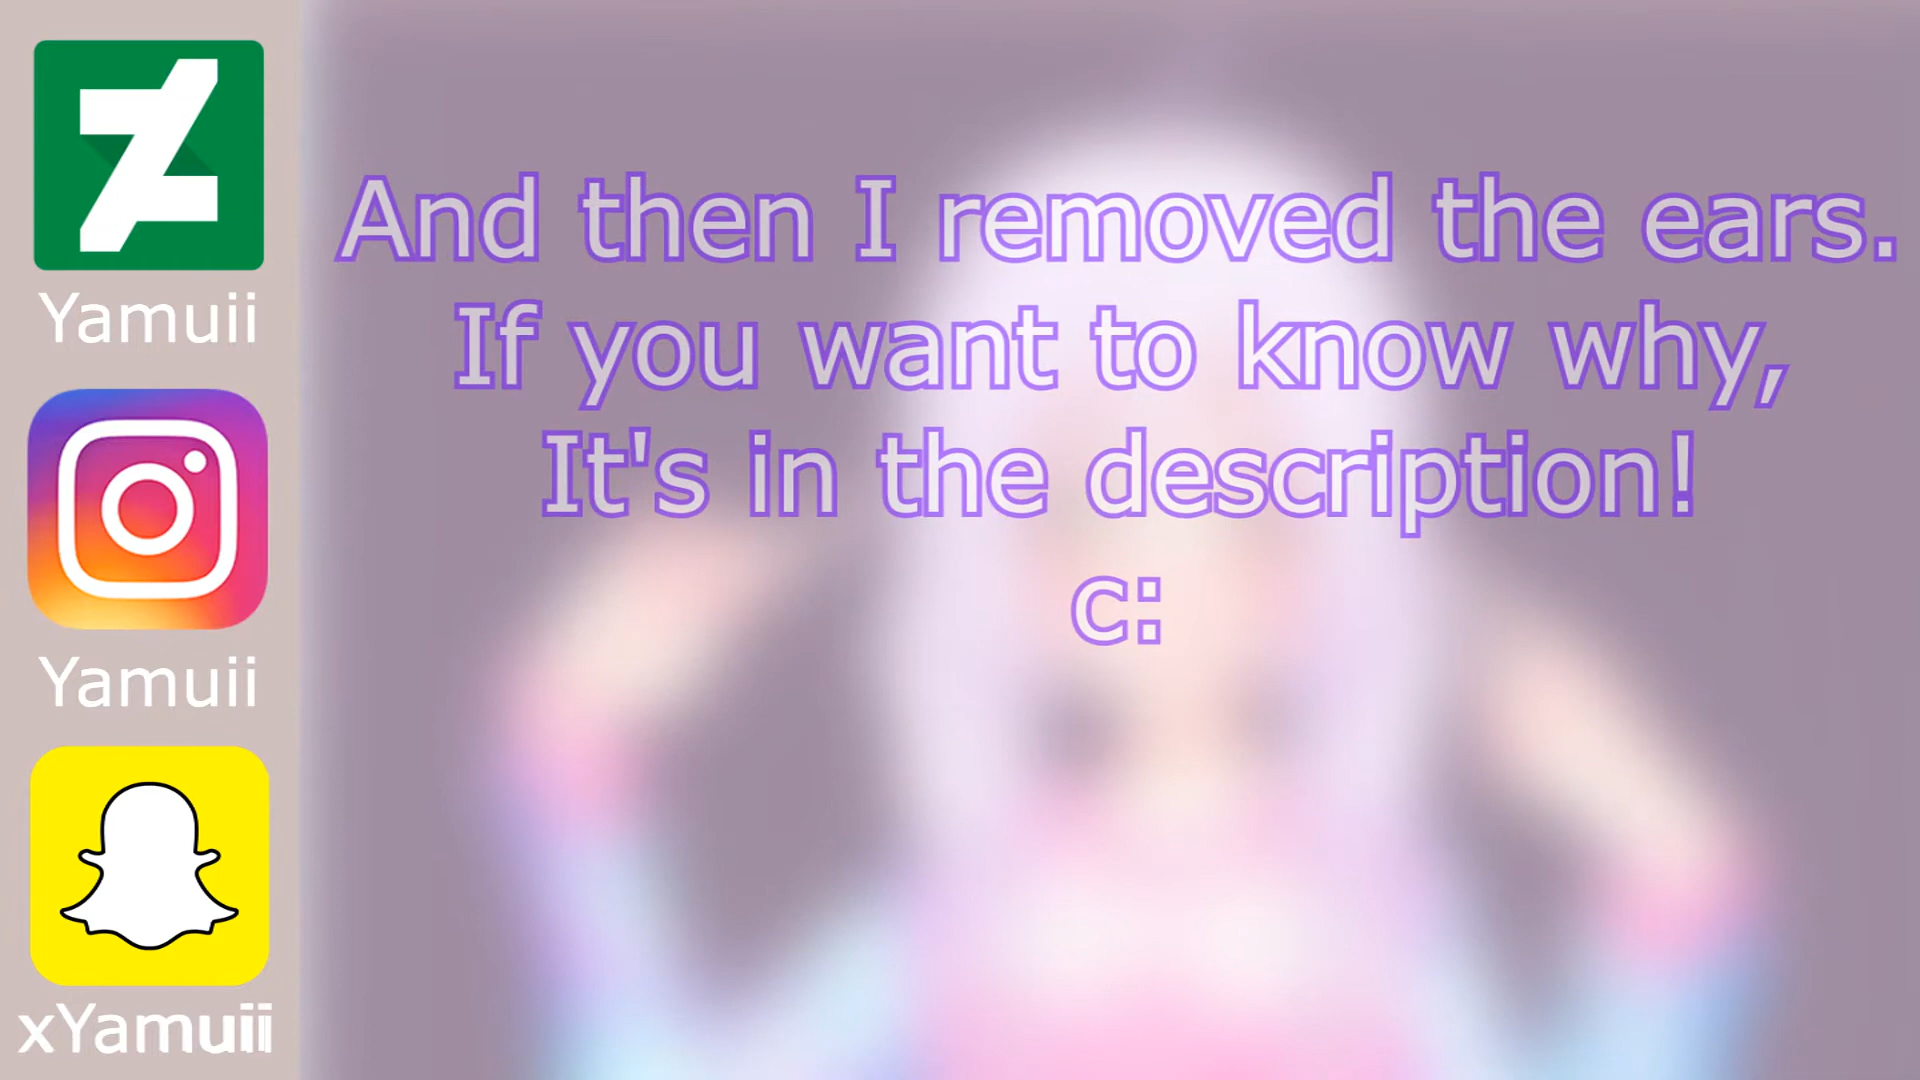 Yamuii
Yamuii
xYamuii
And then I removed the ears.
If you want to know why,
It's in the description!
c: